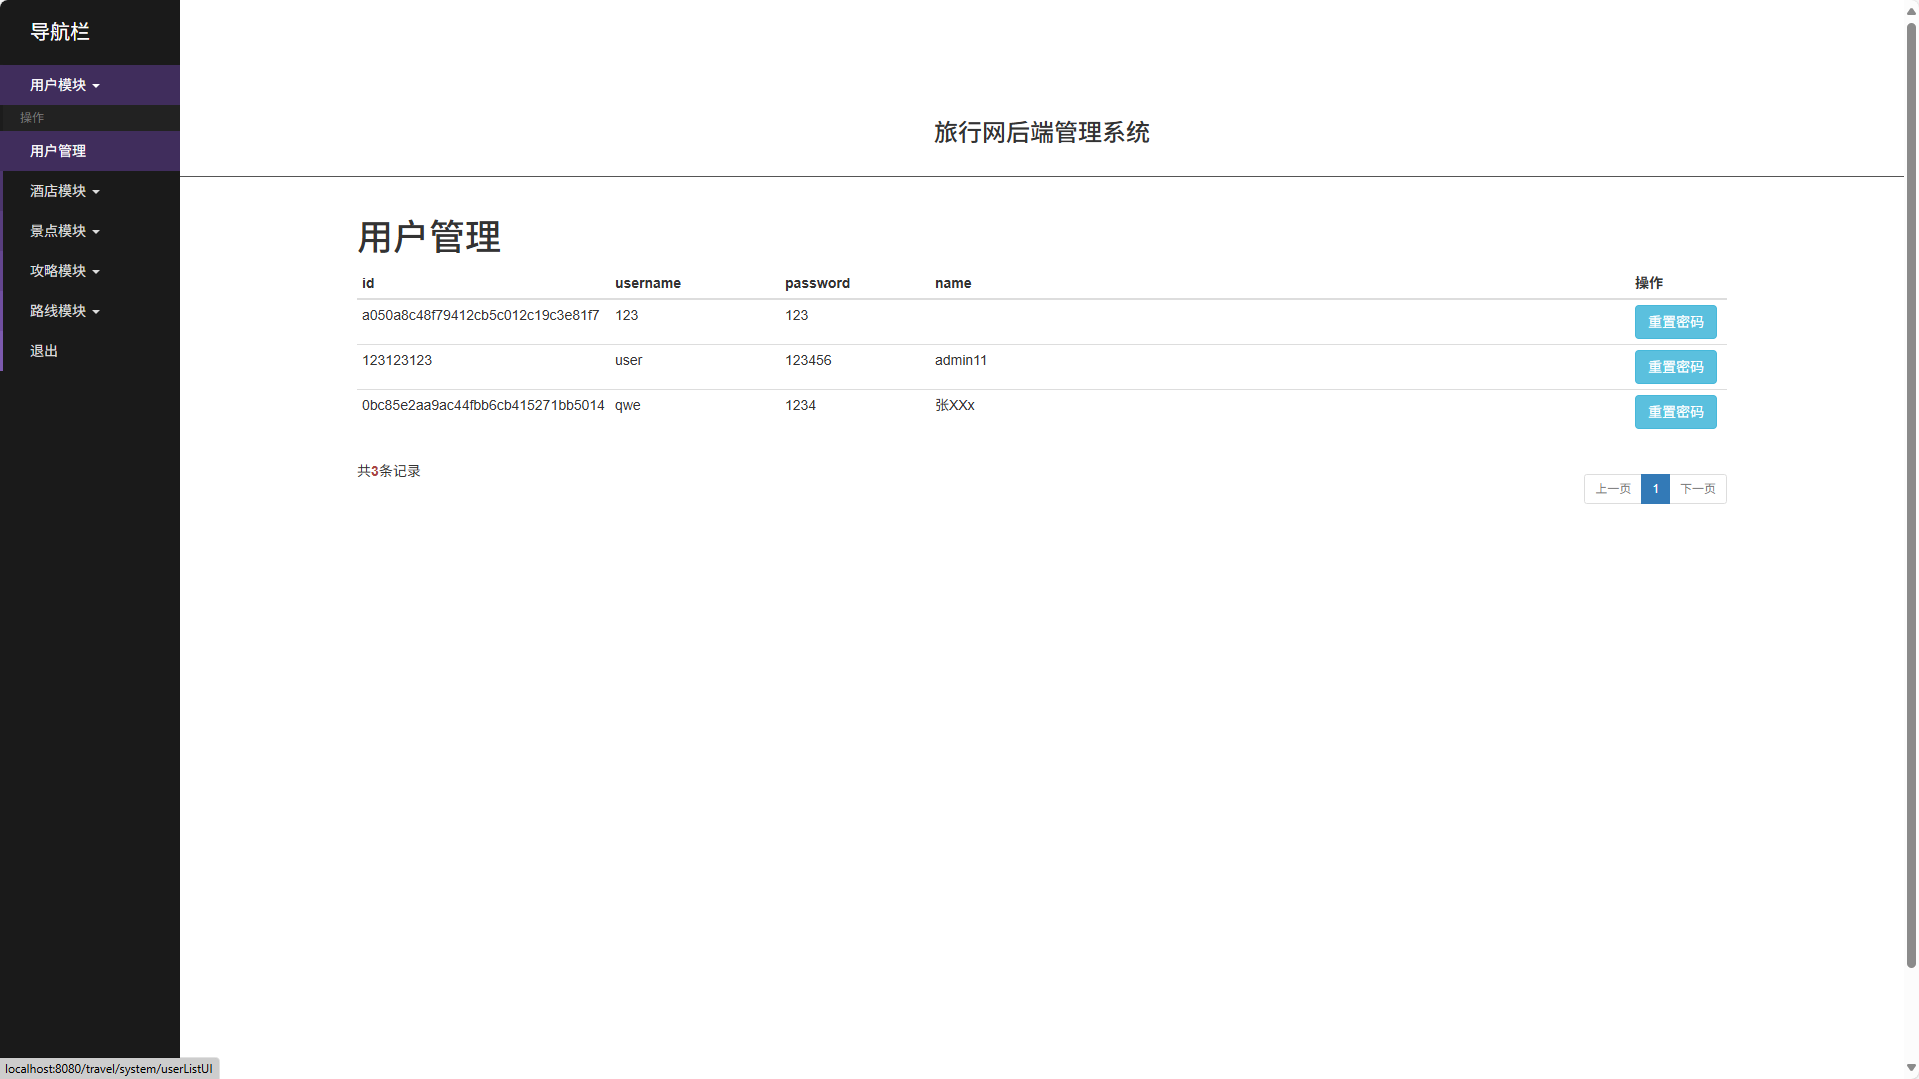 导航栏
用户模块
操作
用户管理
酒店模块
景点模块
攻略模块
路线模块
退出
旅行网后端管理系统
用户管理
id username password name 操作
a050a8c48f79412cb5c012c19c3e81f7 123 123 重置密码
123123123 user 123456 admin11 重置密码
0bc85e2aa9ac44fbb6cb415271bb5014 qwe 1234 张XXx 重置密码
共3条记录
上一页 1 下一页
localhost:8080/travel/system/userListUI